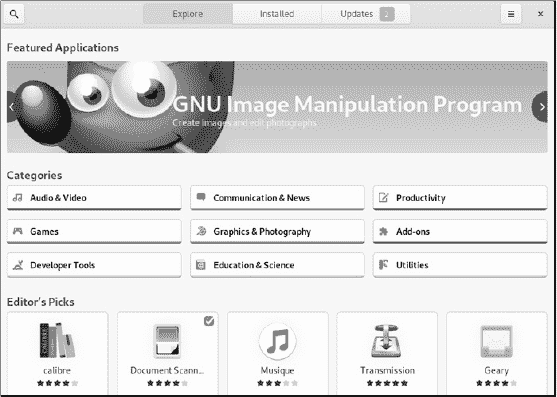 Explore Installed Updates 2
Featured Applications
GNU Image Manipulation Program
Create images and edit photographs
Categories
Audio & Video Communication & News Productivity
Games Graphics & Photography Add-ons
Developer Tools Education & Science Utilities
Editor's Picks
calibre Document Scann... Musique Transmission Geary